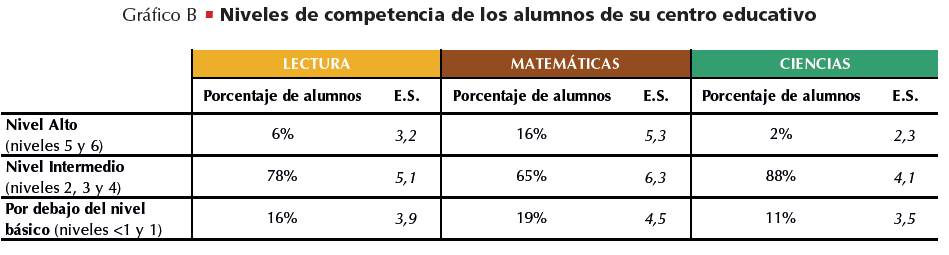 Gráfico B ▪ Niveles de competencia de los alumnos de su centro educativo
LECTURA MATEMÁTICAS CIENCIAS
Porcentaje de alumnos E.S. Porcentaje de alumnos E.S. Porcentaje de alumnos E.S.
Nivel Alto
(niveles 5 y 6) 6% 3,2 16% 5,3 2% 2,3
Nivel Intermedio
(niveles 2, 3 y 4) 78% 5,1 65% 6,3 88% 4,1
Por debajo del nivel
básico (niveles <1 y 1) 16% 3,9 19% 4,5 11% 3,5